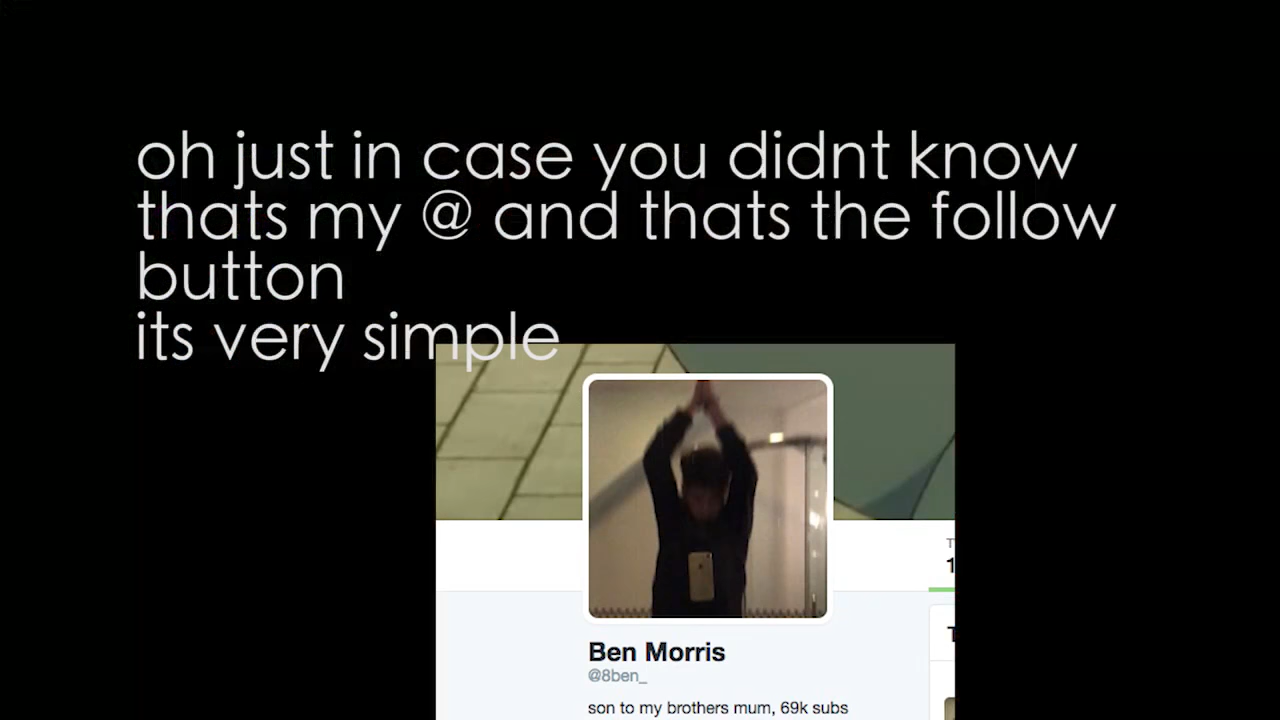 oh just in case you didnt know
thats my @ and thats the follow
button
its very simple
Ben Morris
@8ben_
son to my brothers mum, 69k subs